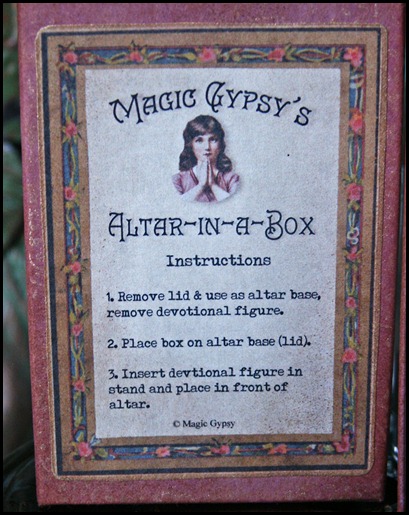 Magic Gypsy's
Altar-in-a-Box
Instructions
1. Remove lid & use as altar base,
remove devotional figure.
2. Place box on altar base (lid).
3. Insert devtional figure in
stand and place in front of
altar.
© Magic Gypsy